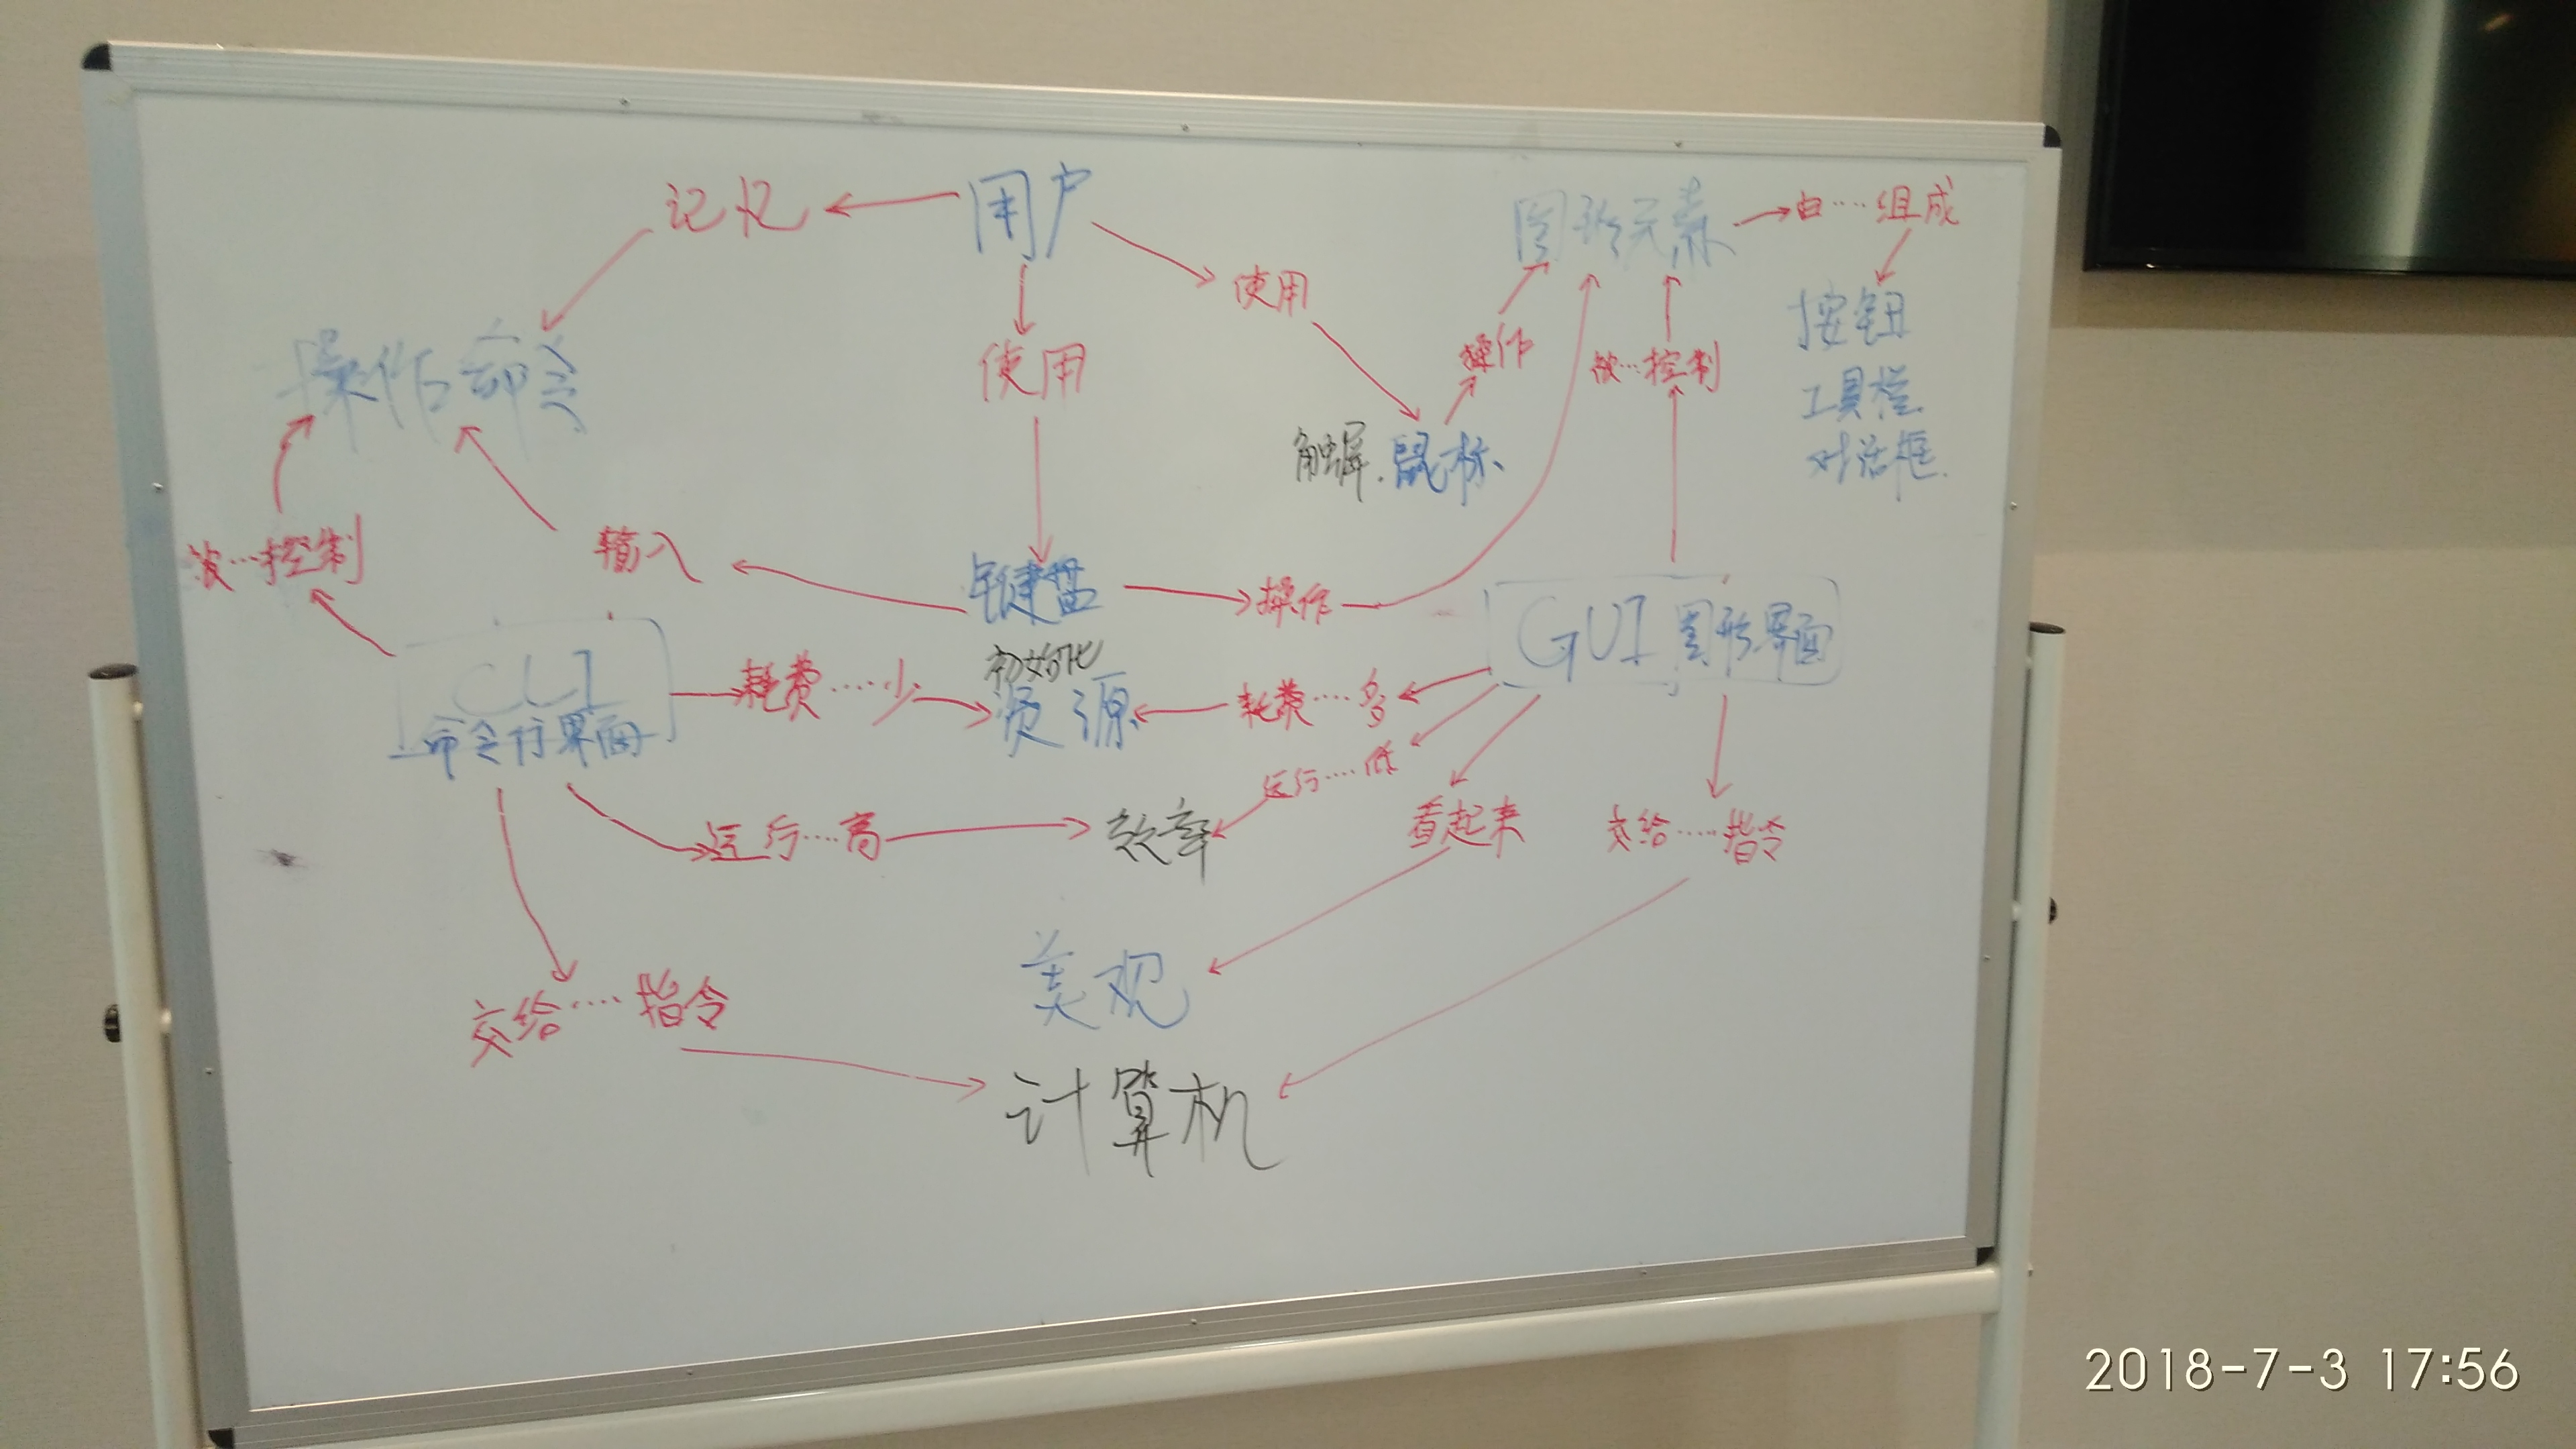 记忆
用户
图形元素
由····组成
使用
按钮
操作命令
使用
操作
被···控制
工具栏
触屏.鼠标、
对话框.
被···控制
输入
键盘
操作
GUI 图形界面
CLI
命令行界面
耗费····少
初始化
资源
耗费····多
运行····低
运行····高
效率
看起来
交给·····指令
美观
交给····指令
计算机
2018-7-3 17:56